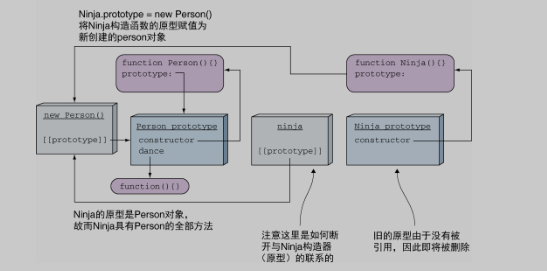 Ninja.prototype = new Person()
将Ninja构造函数的原型赋值为
新创建的person对象
function Person(){}
prototype:
function Ninja(){}
prototype:
new Person()
[[prototype]]
Person prototype
constructor
dance
ninja
[[prototype]]
Ninja prototype
constructor
function(){}
Ninja的原型是Person对象,
故而Ninja具有Person的全部方法
注意这里是如何断
开与Ninja构造器
（原型）的联系的
旧的原型由于没有被
引用，因此即将被删除